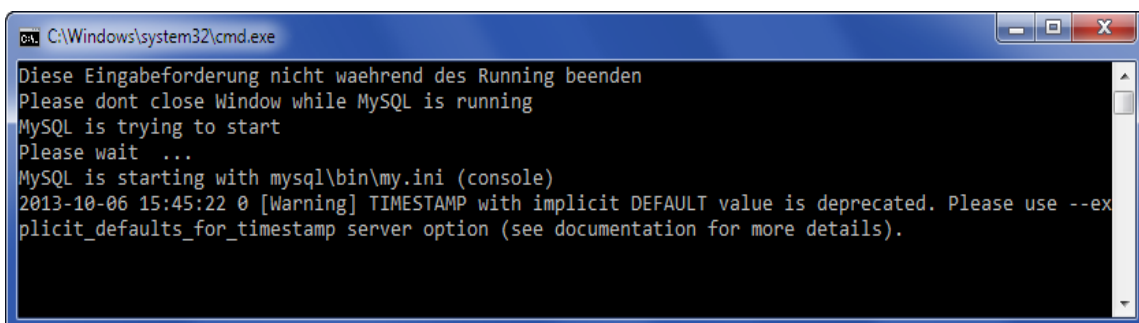 C:\Windows\system32\cmd.exe
Diese Eingabeforderung nicht waehrend des Running beenden
Please dont close Window while MySQL is running
MySQL is trying to start
Please wait  ...
MySQL is starting with mysql\bin\my.ini (console)
2013-10-06 15:45:22 0 [Warning] TIMESTAMP with implicit DEFAULT value is deprecated. Please use --ex
plicit_defaults_for_timestamp server option (see documentation for more details).